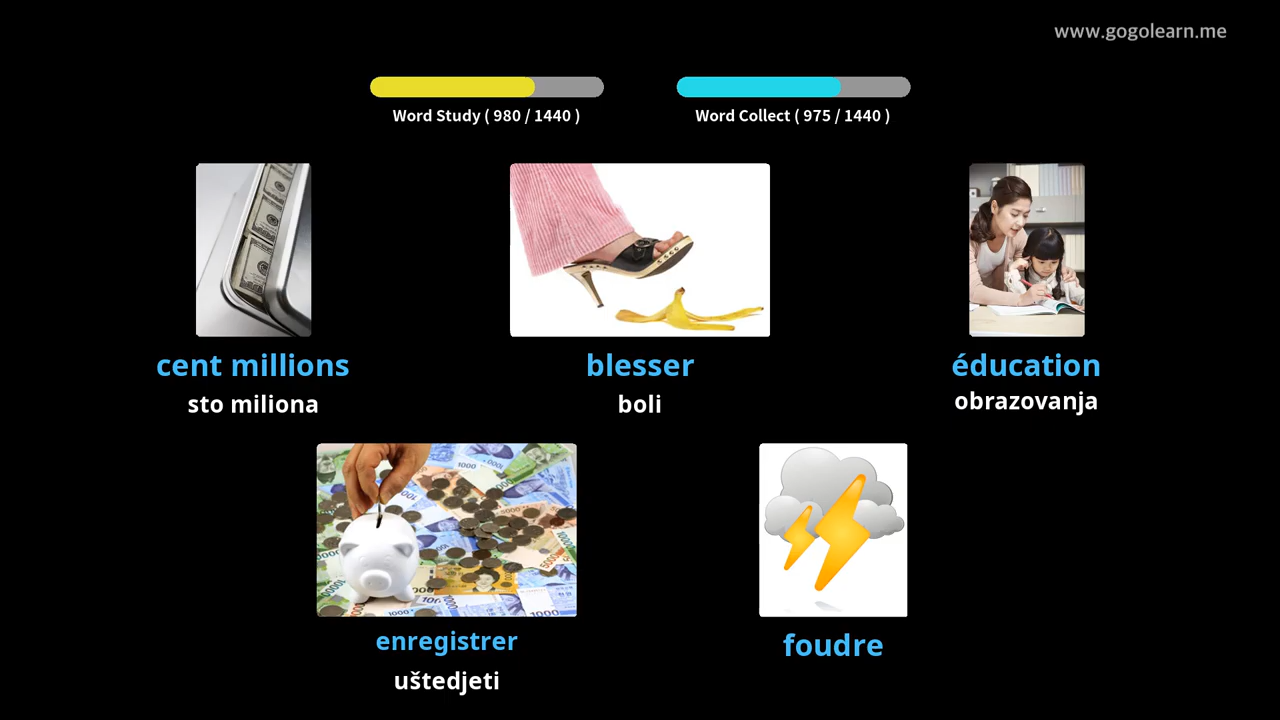 www.gogolearn.me
Word Study ( 980 / 1440 )
Word Collect ( 975 / 1440 )
cent millions
sto miliona
blesser
boli
éducation
obrazovanja
enregistrer
uštedjeti
foudre